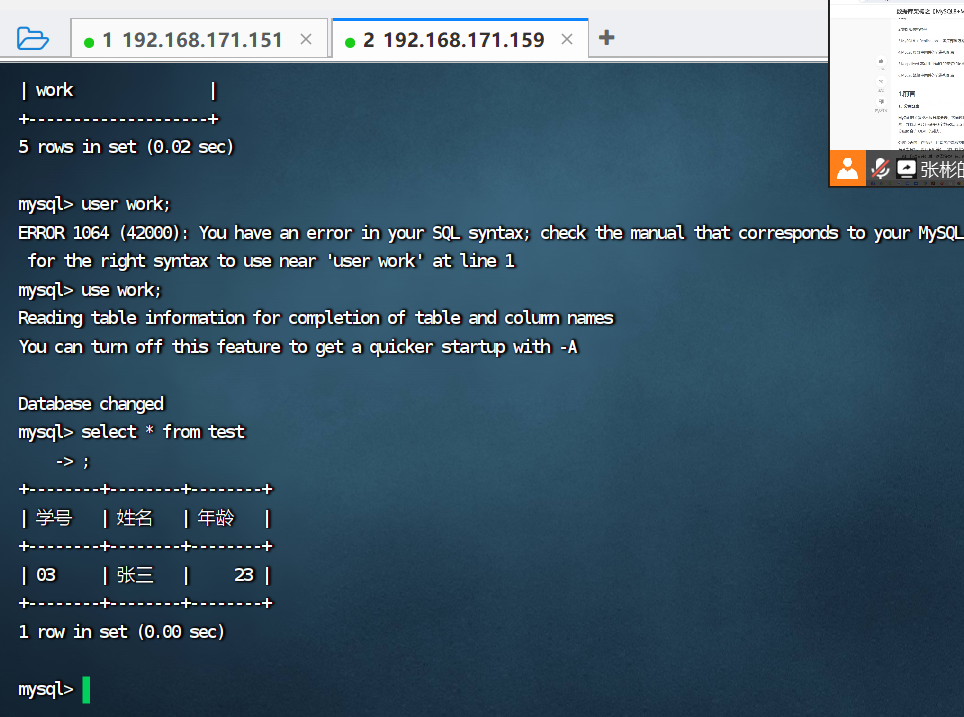 1 192.168.171.151 ×
2 192.168.171.159 × +
| work |
+--------------------+
5 rows in set (0.02 sec)
mysql> user work;
ERROR 1064 (42000): You have an error in your SQL syntax; check the manual that corresponds to your MySQL
for the right syntax to use near 'user work' at line 1
mysql> use work;
Reading table information for completion of table and column names
You can turn off this feature to get a quicker startup with -A
Database changed
mysql> select * from test
-> ;
+--------+--------+--------+
| 学号 | 姓名 | 年龄 |
+--------+--------+--------+
| 03 | 张三 | 23 |
+--------+--------+--------+
1 row in set (0.00 sec)
mysql>
1.前言
张彬的